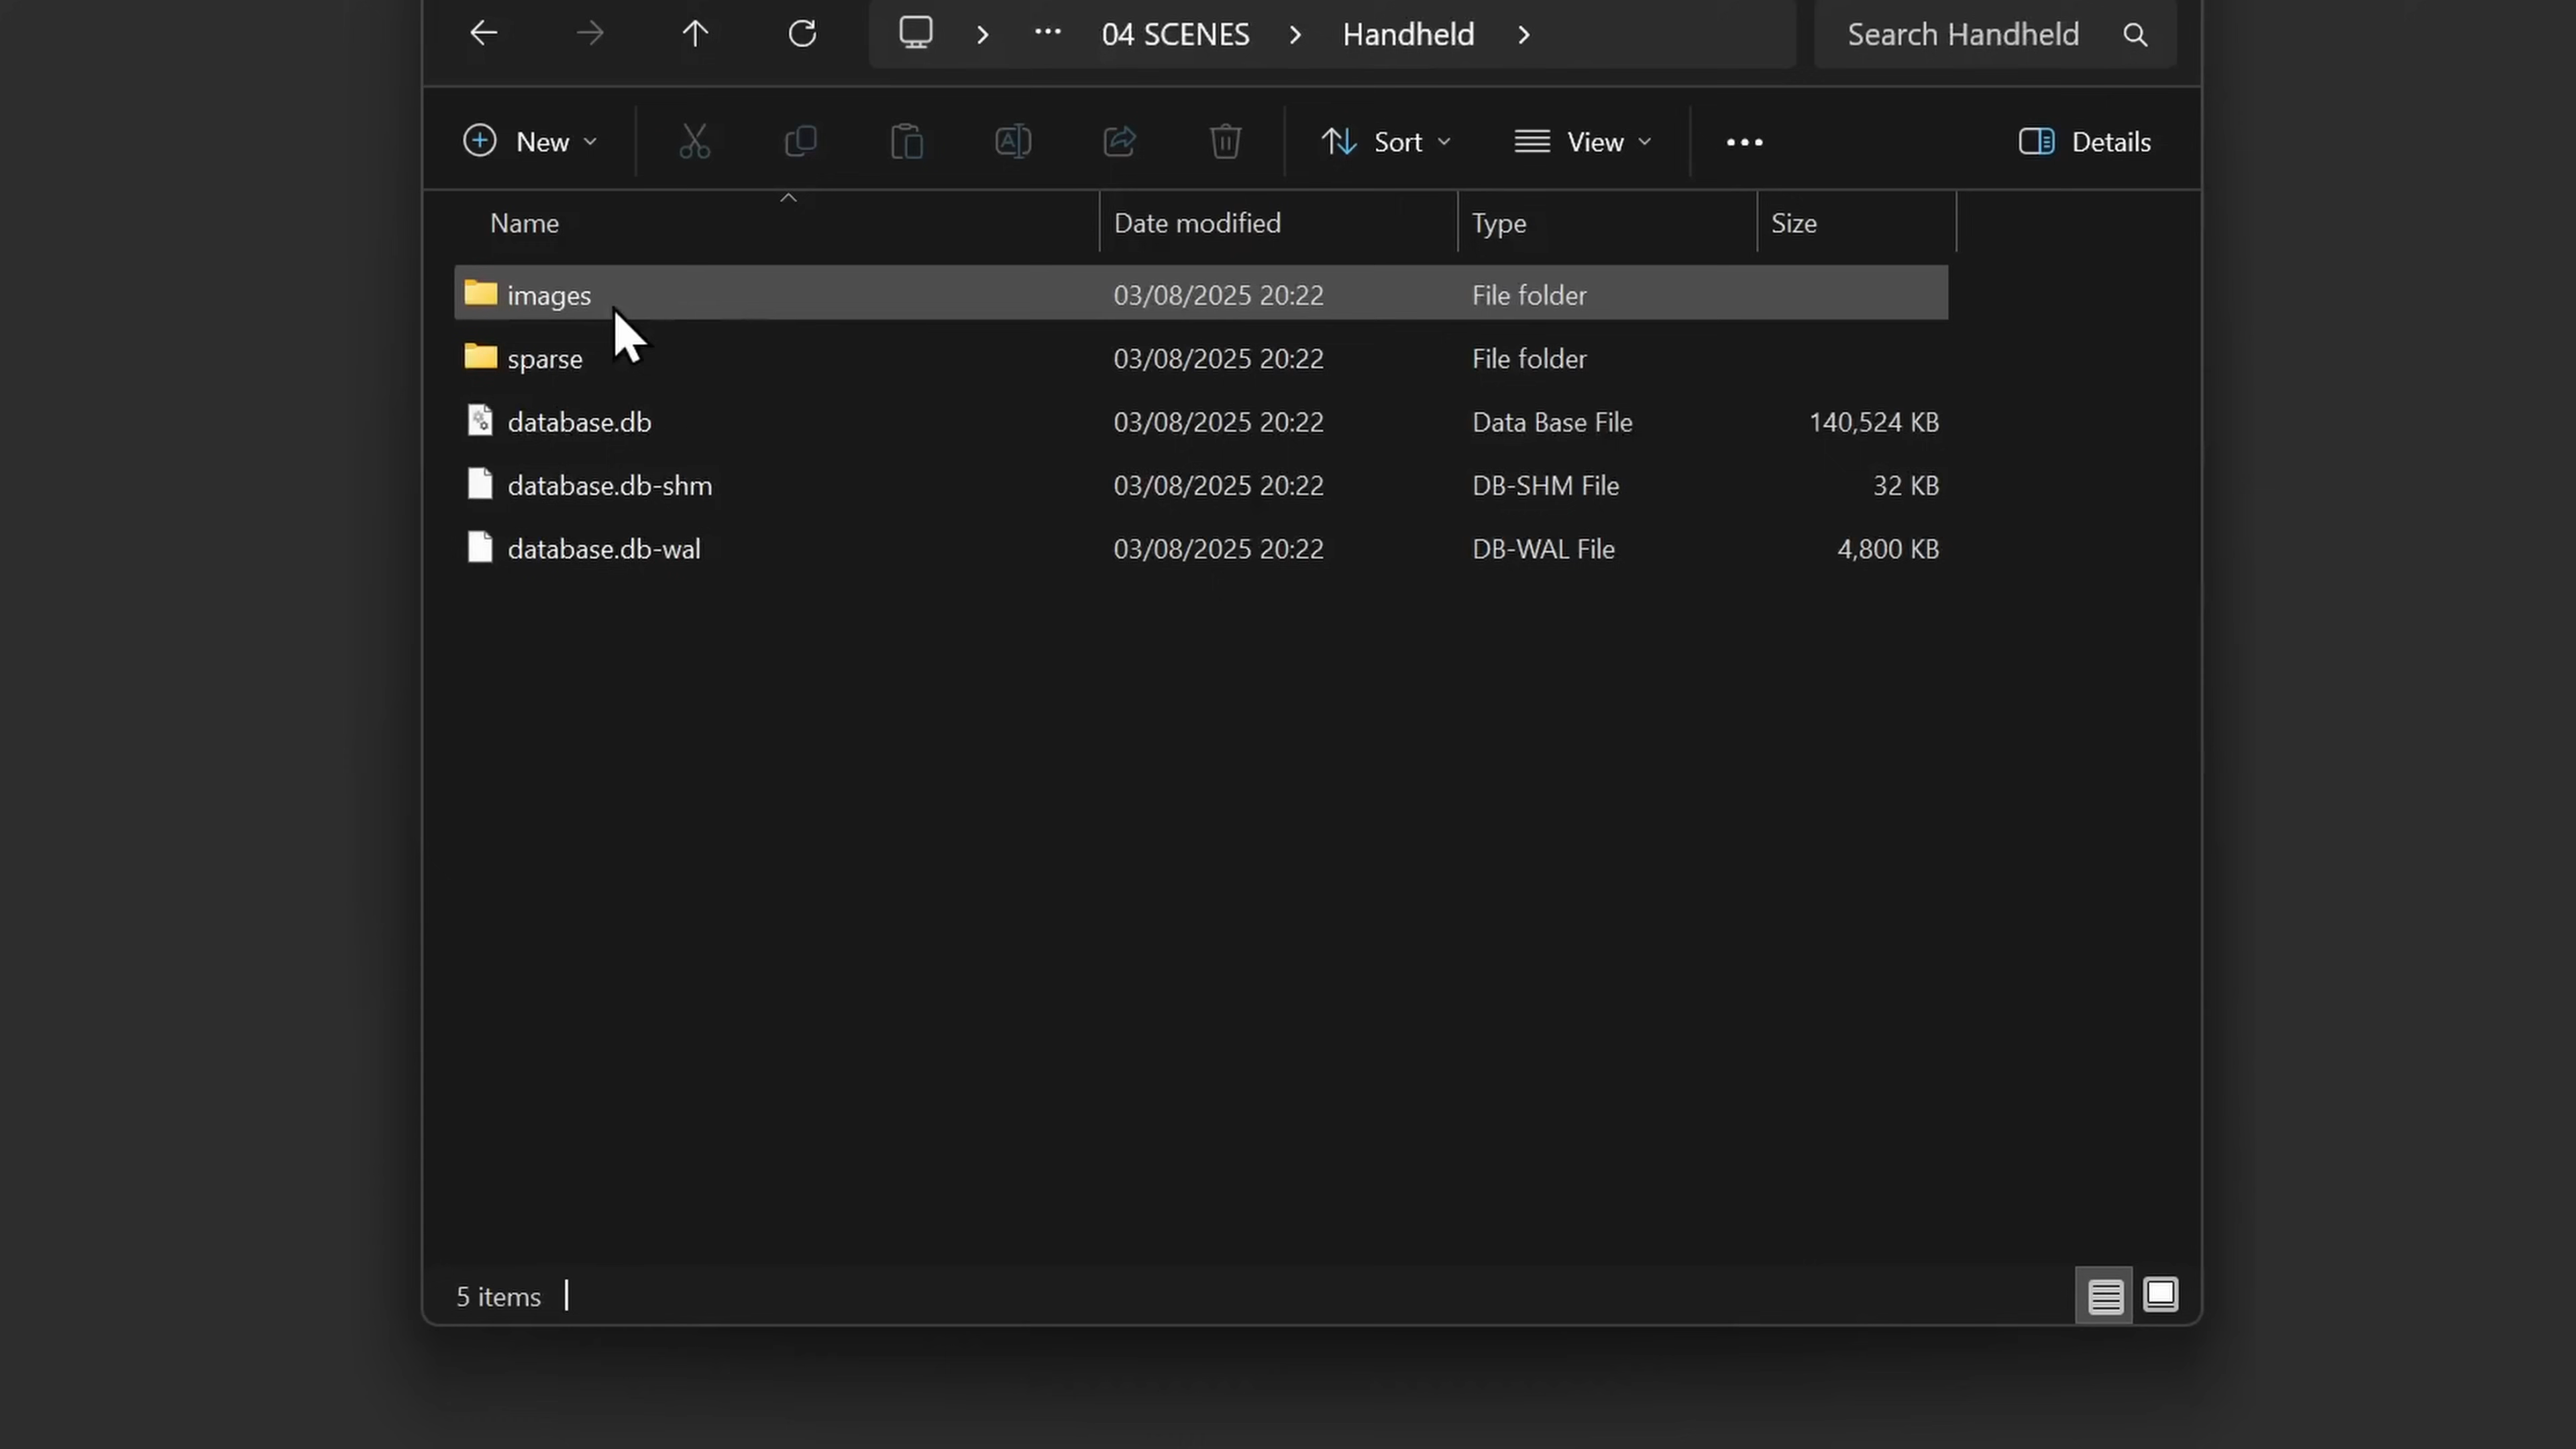 04 SCENES Handheld Search Handheld
New Sort View Details
Name Date modified Type Size
images 03/08/2025 20:22 File folder
sparse 03/08/2025 20:22 File folder
database.db 03/08/2025 20:22 Data Base File 140,524 KB
database.db-shm 03/08/2025 20:22 DB-SHM File 32 KB
database.db-wal 03/08/2025 20:22 DB-WAL File 4,800 KB
5 items